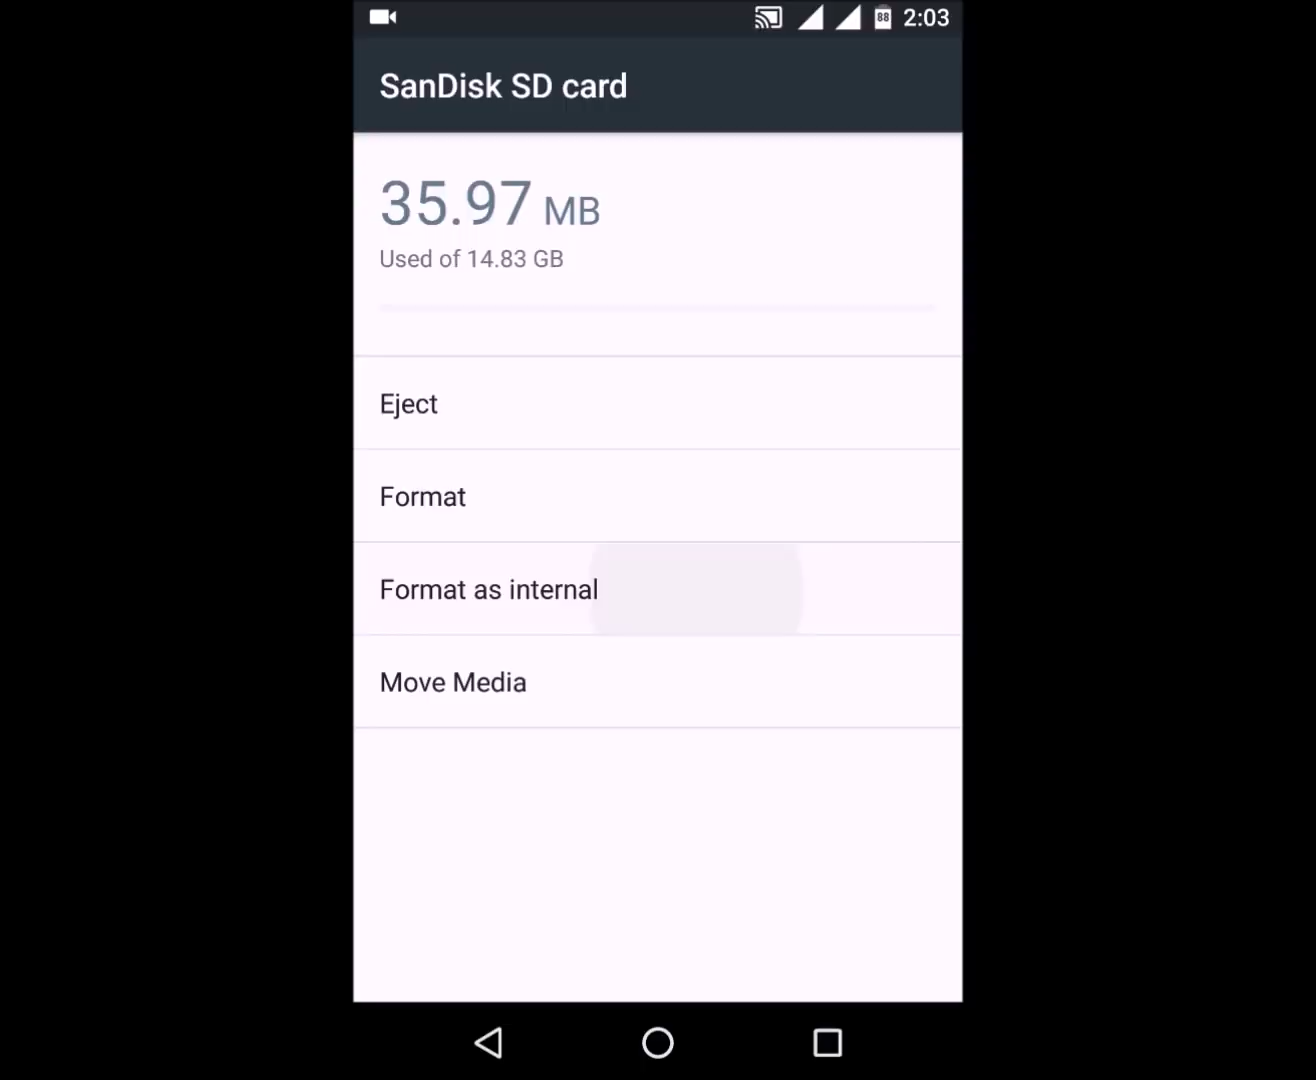 88 2:03
SanDisk SD card
35.97 MB
Used of 14.83 GB
Eject
Format
Format as internal
Move Media